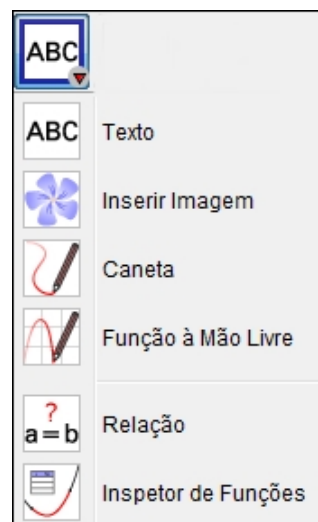 ABC
ABC Texto
Inserir Imagem
Caneta
Função à Mão Livre
?
a=b Relação
Inspetor de Funções